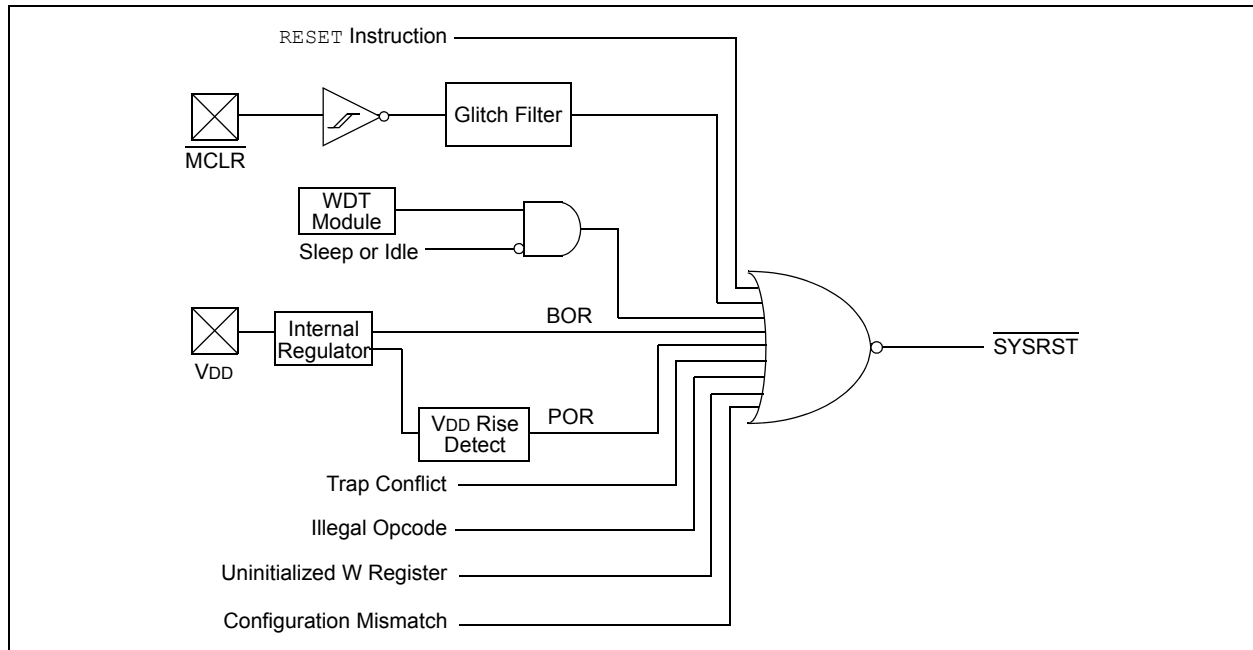 RESET Instruction
Glitch Filter
MCLR
WDT
Module
Sleep or Idle
BOR
Internal
Regulator
VDD
SYSRST
VDD Rise
Detect
POR
Trap Conflict
Illegal Opcode
Uninitialized W Register
Configuration Mismatch